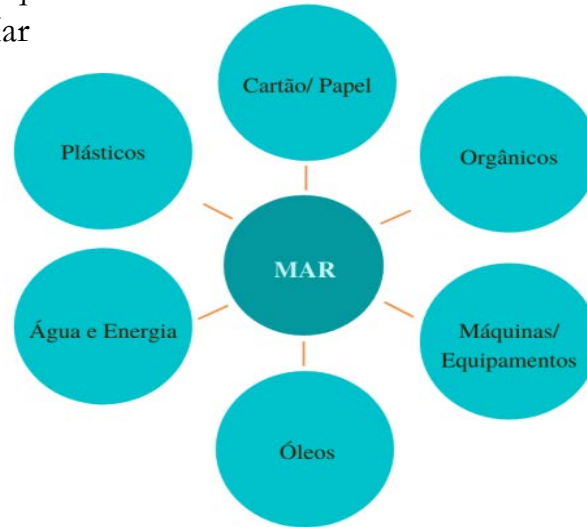 Cartão/ Papel
Plásticos
Orgânicos
MAR
Água e Energia
Máquinas/
Equipamentos
Óleos